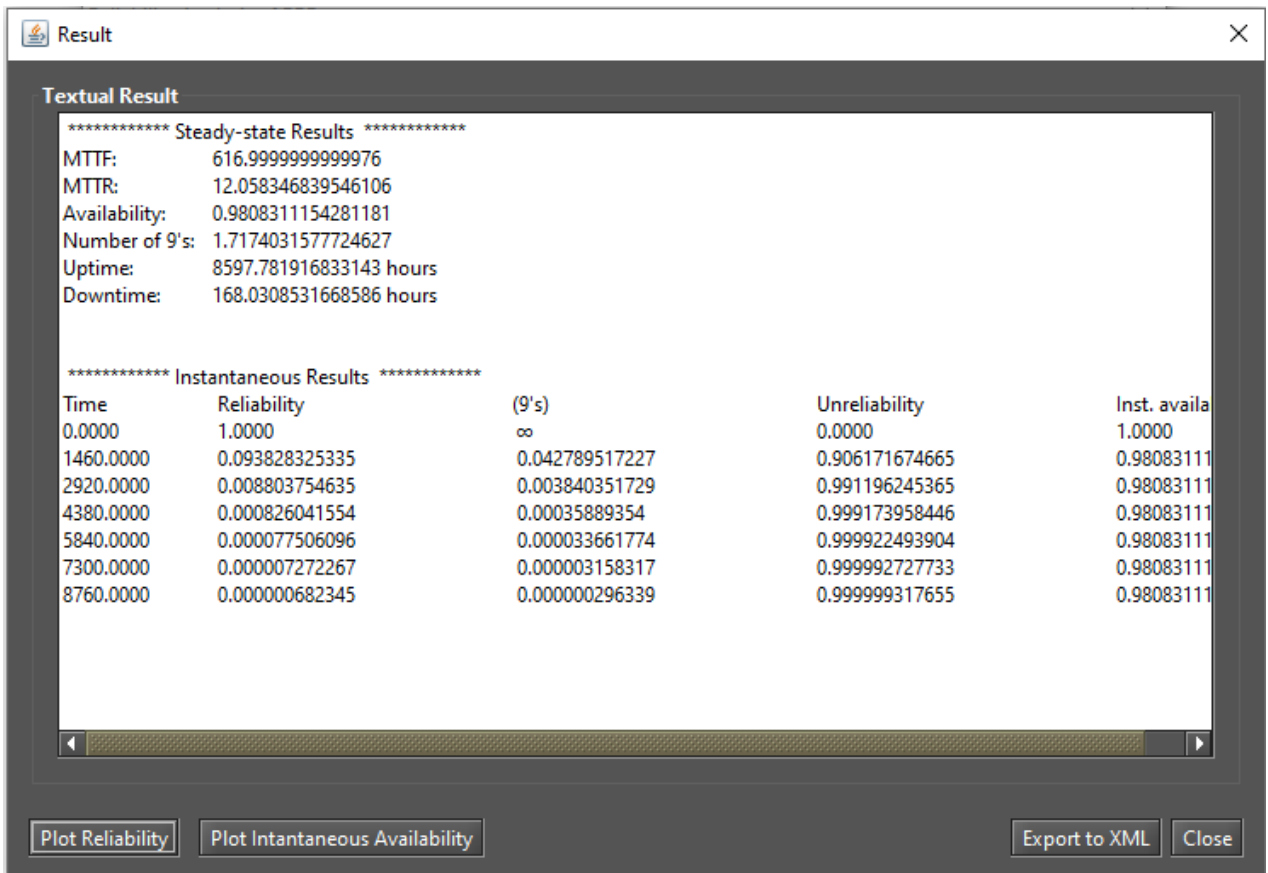 Result
Textual Result
************ Steady-state Results ************
MTTF: 616.9999999999976
MTTR: 12.058346839546106
Availability: 0.9808311154281181
Number of 9's: 1.7174031577724627
Uptime: 8597.781916833143 hours
Downtime: 168.0308531668586 hours
************ Instantaneous Results ************
Time Reliability (9's) Unreliability Inst. availa
0.0000 1.0000 ∞ 0.0000 1.0000
1460.0000 0.093828325335 0.042789517227 0.906171674665 0.98083111
2920.0000 0.008803754635 0.003840351729 0.991196245365 0.98083111
4380.0000 0.000826041554 0.00035889354 0.999173958446 0.98083111
5840.0000 0.000077506096 0.000033661774 0.999922493904 0.98083111
7300.0000 0.000007272267 0.000003158317 0.999992727733 0.98083111
8760.0000 0.000000682345 0.000000296339 0.999999317655 0.98083111
Plot Reliability Plot Intantaneous Availability Export to XML Close